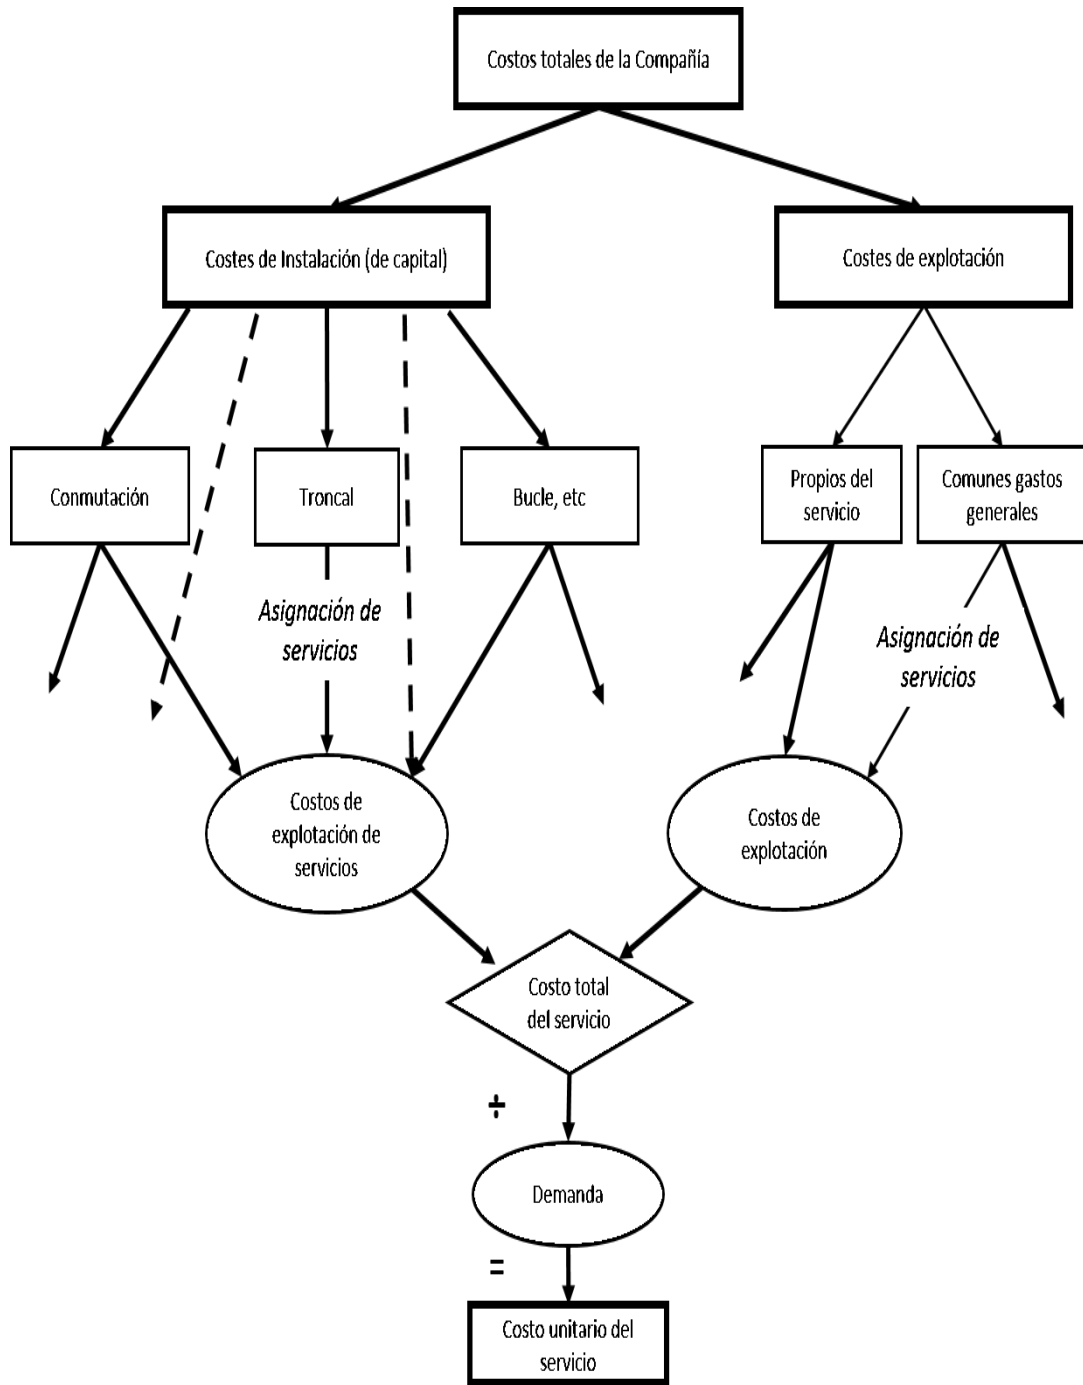 Costos totales de la Compañía
Costes de Instalación (de capital)
Costes de explotación
Conmutación
Troncal
Bucle, etc
Propios del
servicio
Comunes gastos
generales
Asignación de
servicios
Asignación de
servicios
Costos de
explotación de
servicios
Costos de
explotación
Costo total
del servicio
÷
Demanda
=
Costo unitario del
servicio